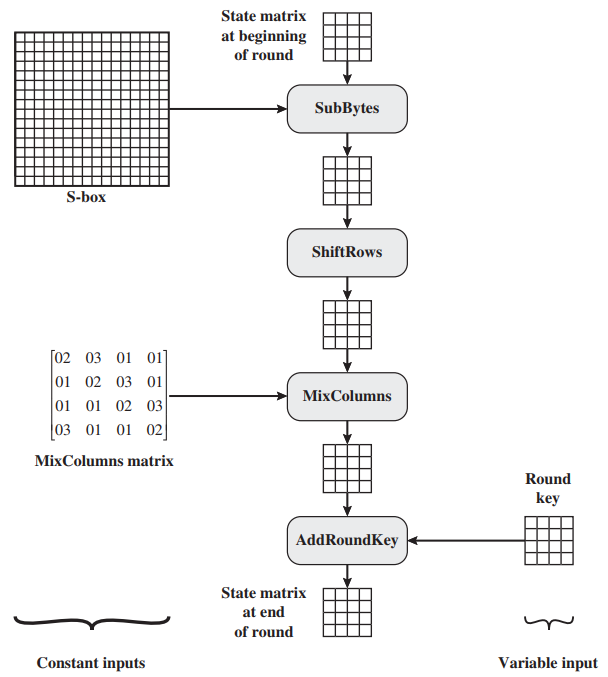 State matrix
at beginning
of round
SubBytes
S-box
ShiftRows
02 03 01 01
01 02 03 01
01 01 02 03
03 01 01 02
MixColumns
MixColumns matrix
Round
key
AddRoundKey
State matrix
at end
of round
Constant inputs
Variable input